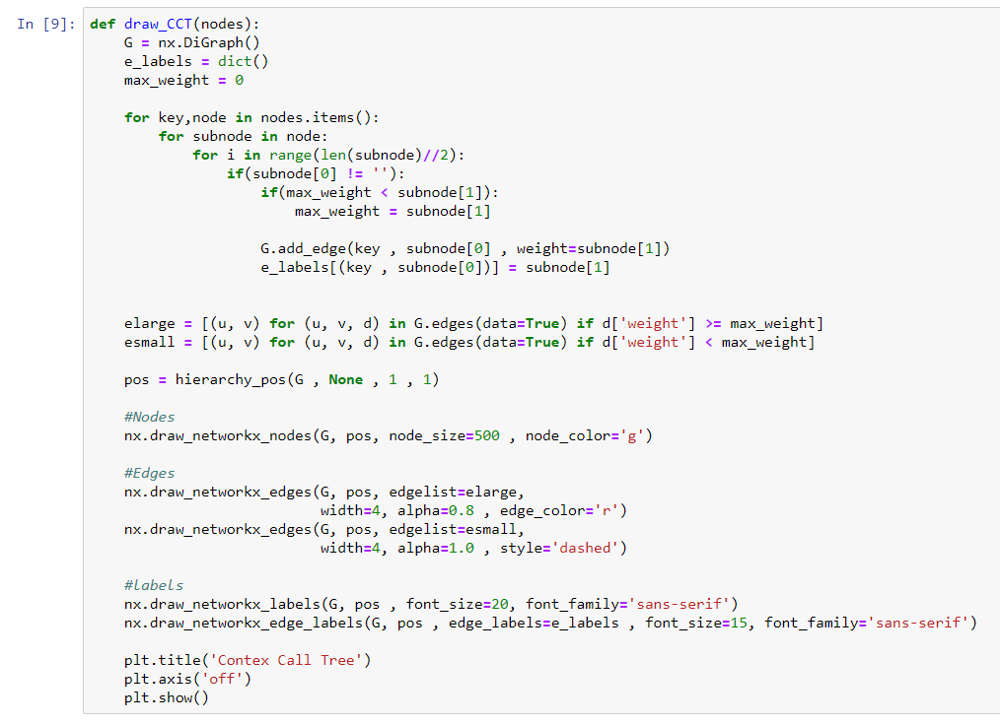 In [9]: def draw_CCT(nodes):
    G = nx.DiGraph()
    e_labels = dict()
    max_weight = 0

    for key,node in nodes.items():
        for subnode in node:
            for i in range(len(subnode)//2):
                if(subnode[0] != ''):
                    if(max_weight < subnode[1]):
                        max_weight = subnode[1]

                    G.add_edge(key , subnode[0] , weight=subnode[1])
                    e_labels[(key , subnode[0])] = subnode[1]


    elarge = [(u, v) for (u, v, d) in G.edges(data=True) if d['weight'] >= max_weight]
    esmall = [(u, v) for (u, v, d) in G.edges(data=True) if d['weight'] < max_weight]

    pos = hierarchy_pos(G , None , 1 , 1)

    #Nodes
    nx.draw_networkx_nodes(G, pos, node_size=500 , node_color='g')

    #Edges
    nx.draw_networkx_edges(G, pos, edgelist=elarge,
                           width=4, alpha=0.8 , edge_color='r')
    nx.draw_networkx_edges(G, pos, edgelist=esmall,
                           width=4, alpha=1.0 , style='dashed')

    #labels
    nx.draw_networkx_labels(G, pos , font_size=20, font_family='sans-serif')
    nx.draw_networkx_edge_labels(G, pos , edge_labels=e_labels , font_size=15, font_family='sans-serif')

    plt.title('Contex Call Tree')
    plt.axis('off')
    plt.show()